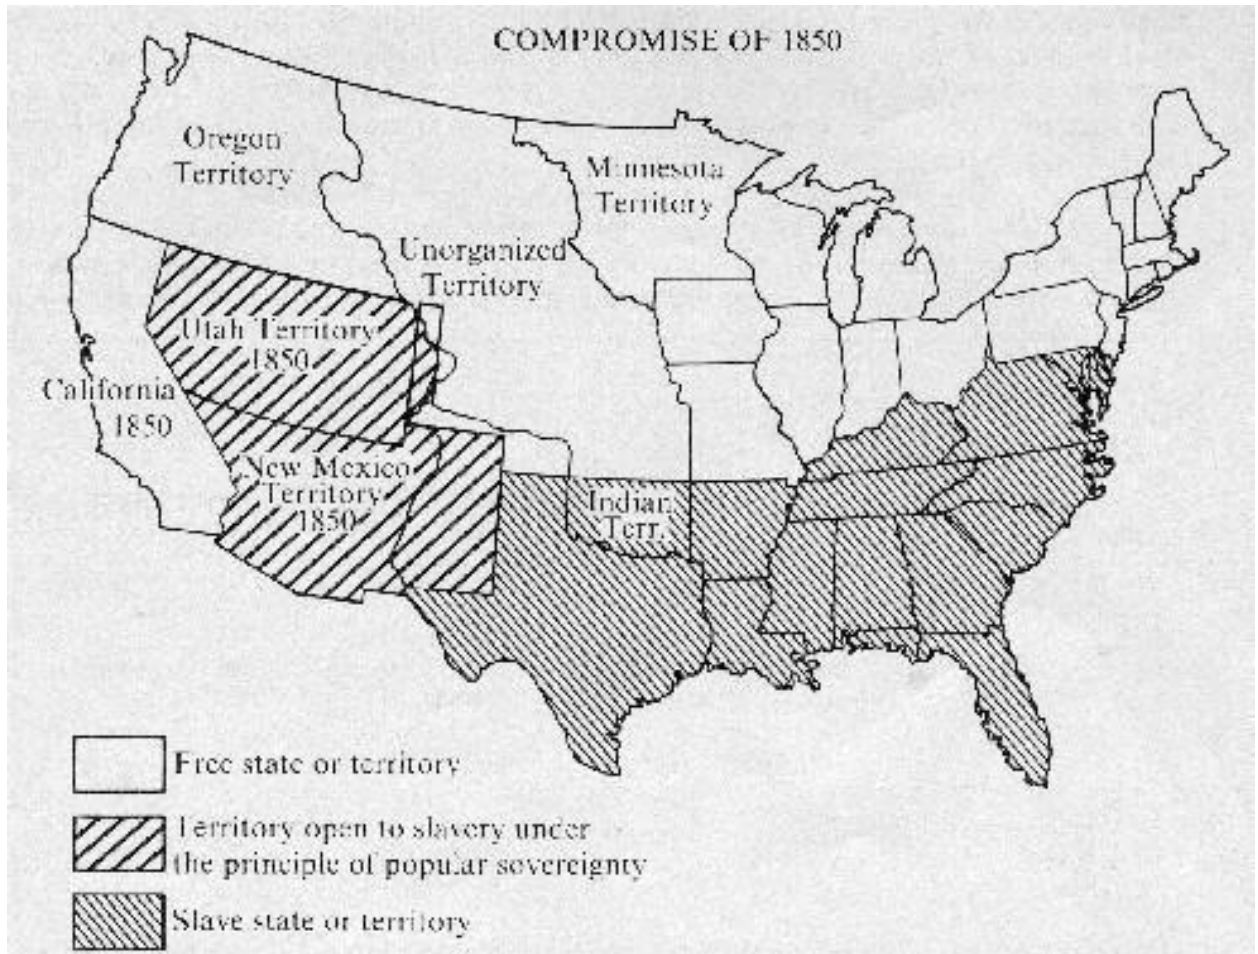 COMPROMISE OF 1850
Oregon
Territory
Minnesota
Territory
Unorganized
Territory
Utah Territory
1850
California
1850
New Mexico
Territory
1850
Indian
Terr.
Free state or territory
Territory open to slavery under
the principle of popular sovereignty
Slave state or territory